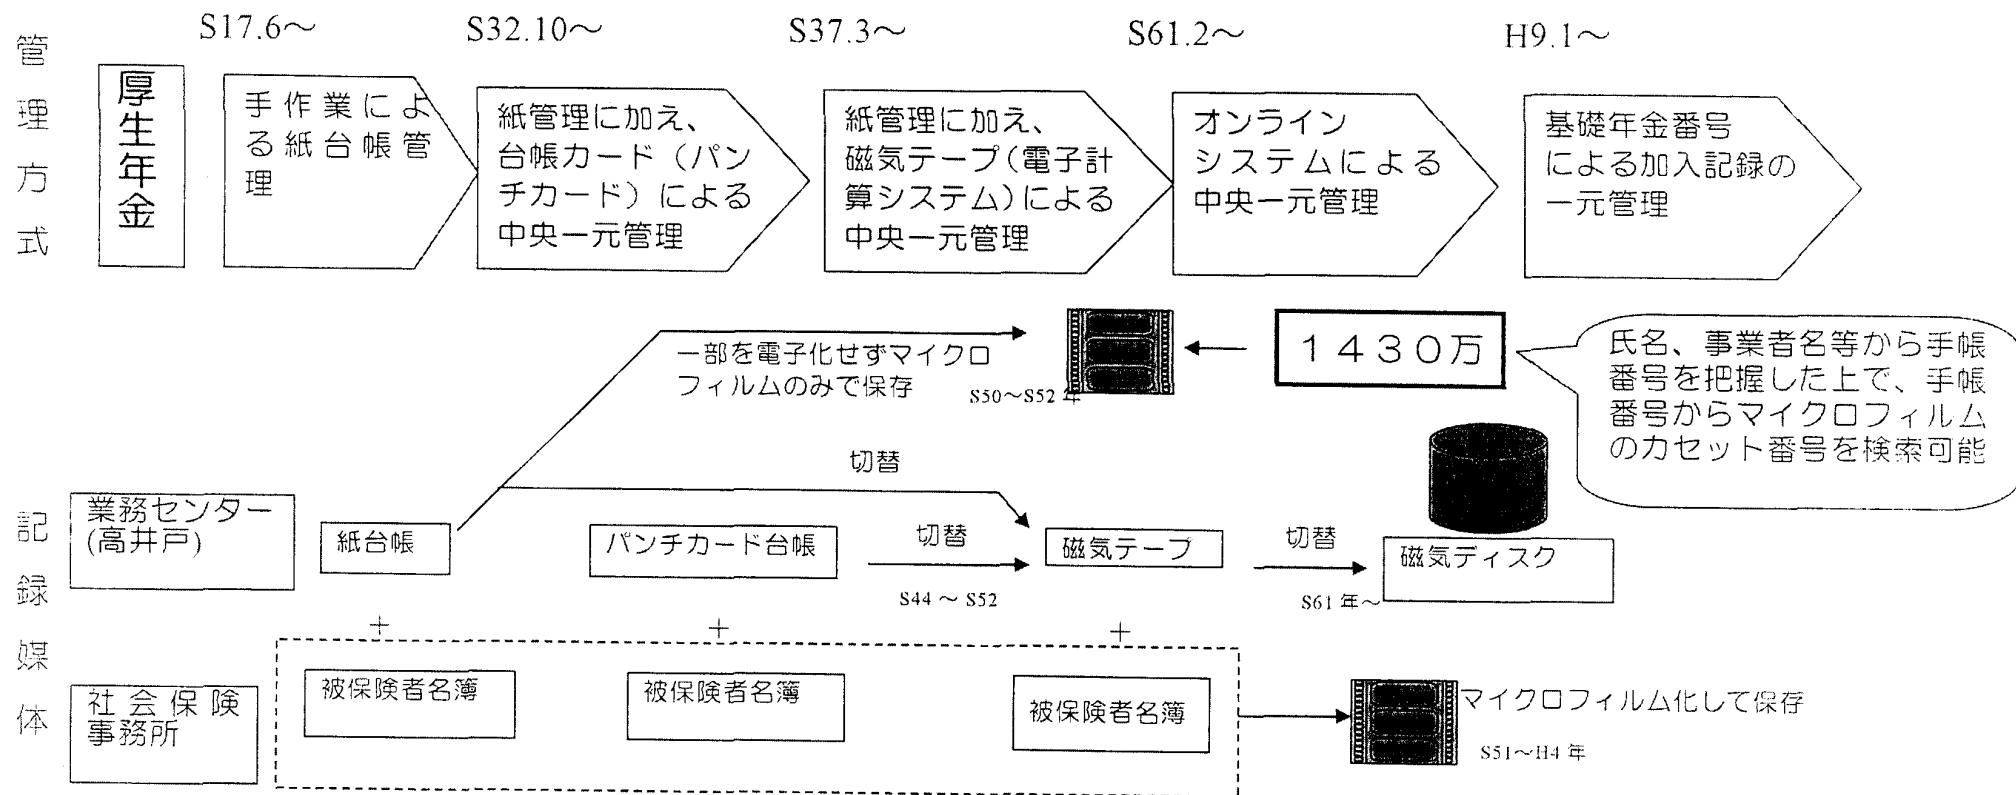 S17.6～
S32.10～
S37.3～
S61.2～
H9.1～
管理方式
厚生年金
手作業によ
る紙台帳管
理
紙管理に加え、
台帳カード（パン
チカード）による
中央一元管理
紙管理に加え、
磁気テープ（電子計
算システム）による
中央一元管理
オンライン
システムによる
中央一元管理
基礎年金番号
による加入記録の
一元管理
一部を電子化せずマイクロ
フィルムのみで保存
S50～S52年
１４３０万
氏名、事業者名等から手帳
番号を把握した上で、手帳
番号からマイクロフィルム
のカセット番号を検索可能
記録媒体
業務センター
(高井戸)
紙台帳
切替
パンチカード台帳
切替
S44～S52
磁気テープ
切替
S61年～
磁気ディスク
＋
＋
＋
社会保険
事務所
被保険者名簿
被保険者名簿
被保険者名簿
マイクロフィルム化して保存
S51～H4年